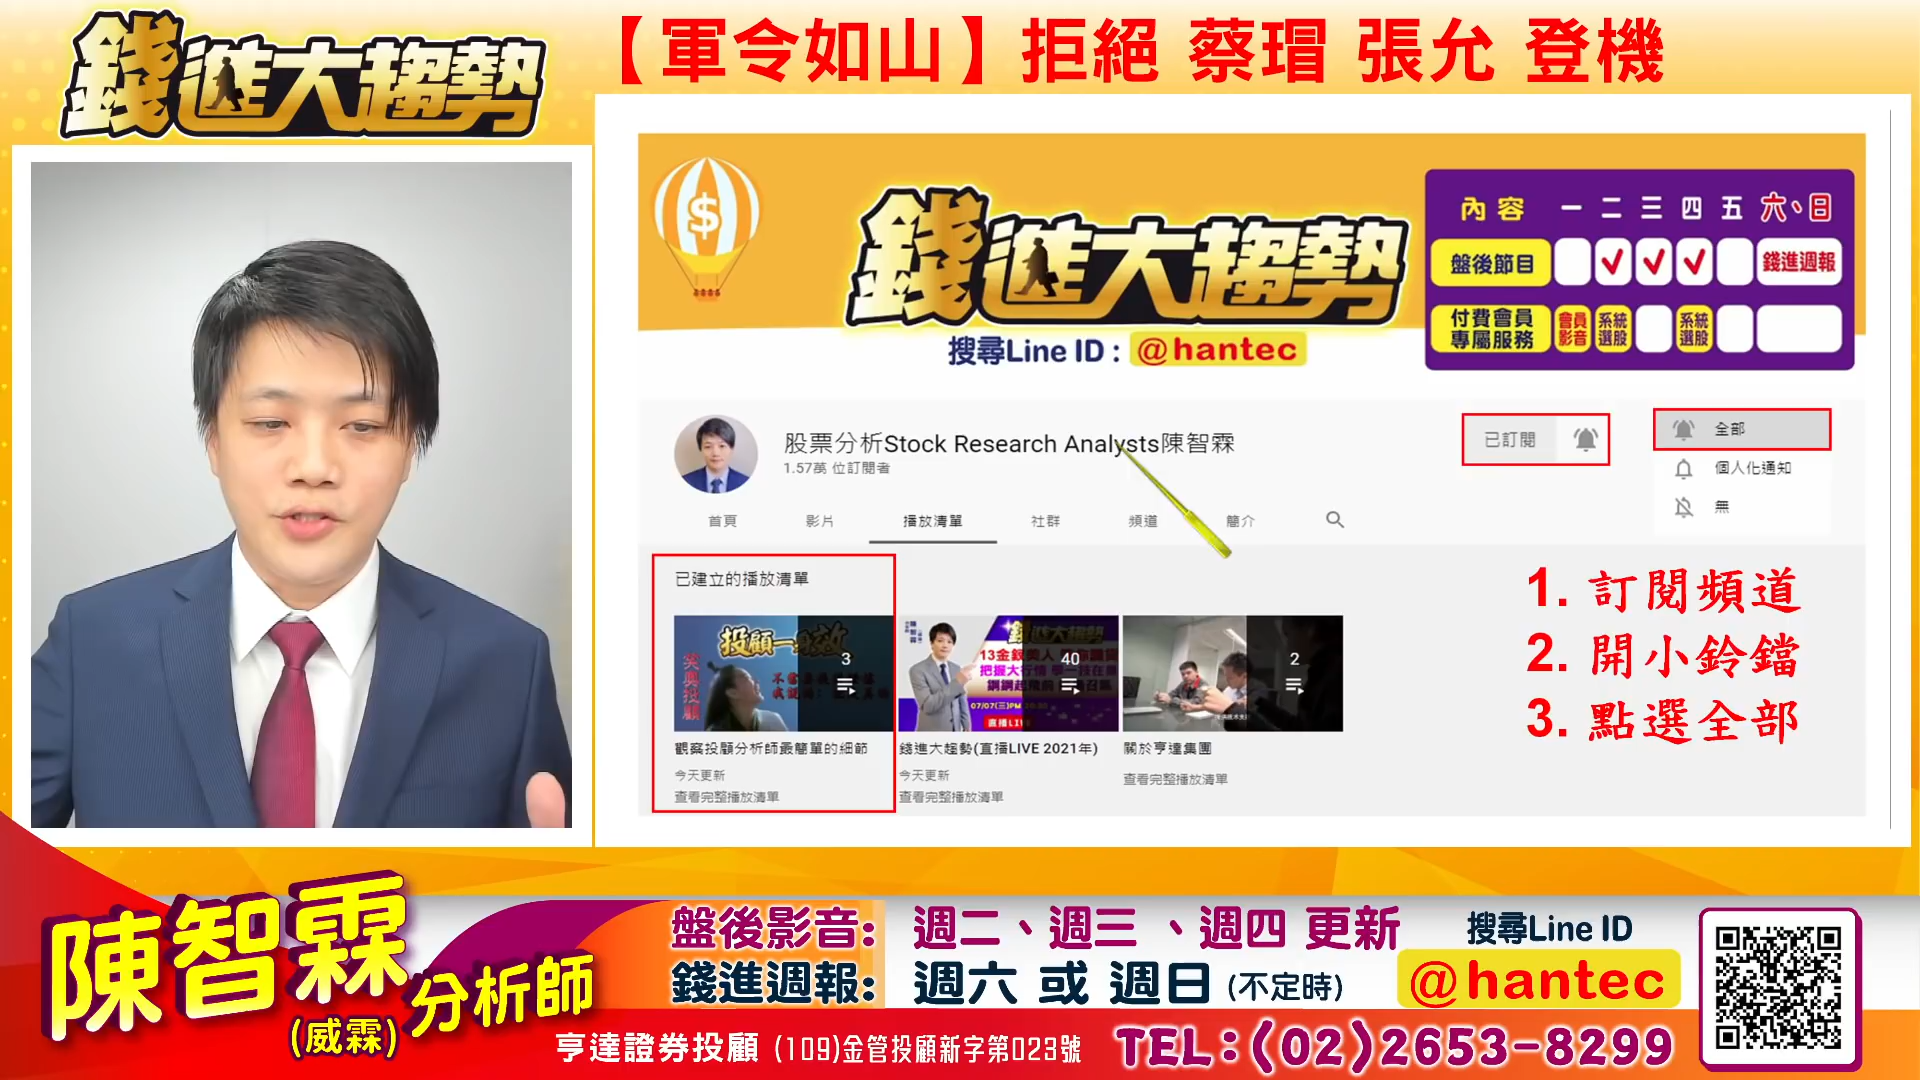 錢進大趨勢
【軍令如山】拒絕 蔡瑁 張允 登機
$
錢進大趨勢
搜尋Line ID : @hantec
內容 一 二 三 四 五 六、日
盤後節目 ✓ ✓ ✓ 錢進週報
付費會員專屬服務 會員影音 系統選股 系統選股
股票分析Stock Research Analysts陳智霖
1.57萬 位訂閱者
已訂閱
全部
個人化通知
無
首頁 影片 播放清單 社群 頻道 簡介
已建立的播放清單
投顧一
3
40
2
07/07(三)PM
直播LIVE
觀察投顧分析師最簡單的細節
今天更新
查看完整播放清單
錢進大趨勢(直播LIVE 2021年)
今天更新
查看完整播放清單
關於亨達集團
查看完整播放清單
1. 訂閱頻道
2. 開小鈴鐺
3. 點選全部
陳智霖
(威霖)
分析師
盤後影音: 週二、週三 、週四 更新
錢進週報: 週六 或 週日 (不定時)
搜尋Line ID
@hantec
亨達證券投顧 (109)金管投顧新字第023號
TEL:(02)2653-8299